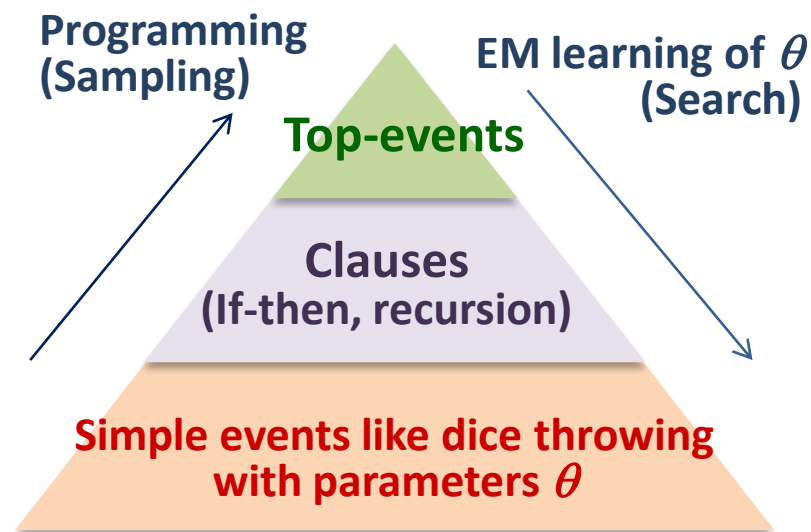 Programming
(Sampling)
EM learning of θ
(Search)
Top-events
Clauses
(If-then, recursion)
Simple events like dice throwing
with parameters θ